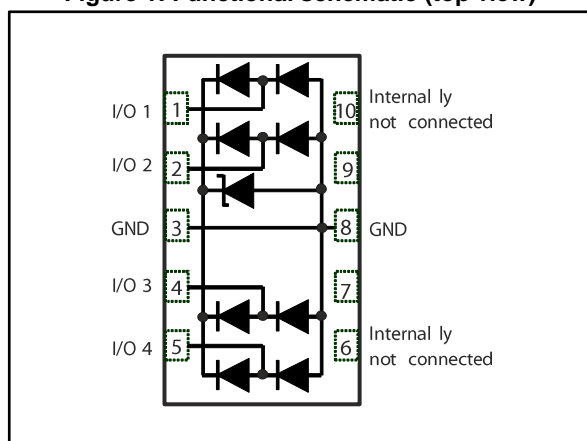 Figure 1. Functional schematic (top view)
I/O 1 1 10 Internal ly
not connected
I/O 2 2 9
GND 3 8 GND
I/O 3 4 7
I/O 4 5 6 Internal ly
not connected